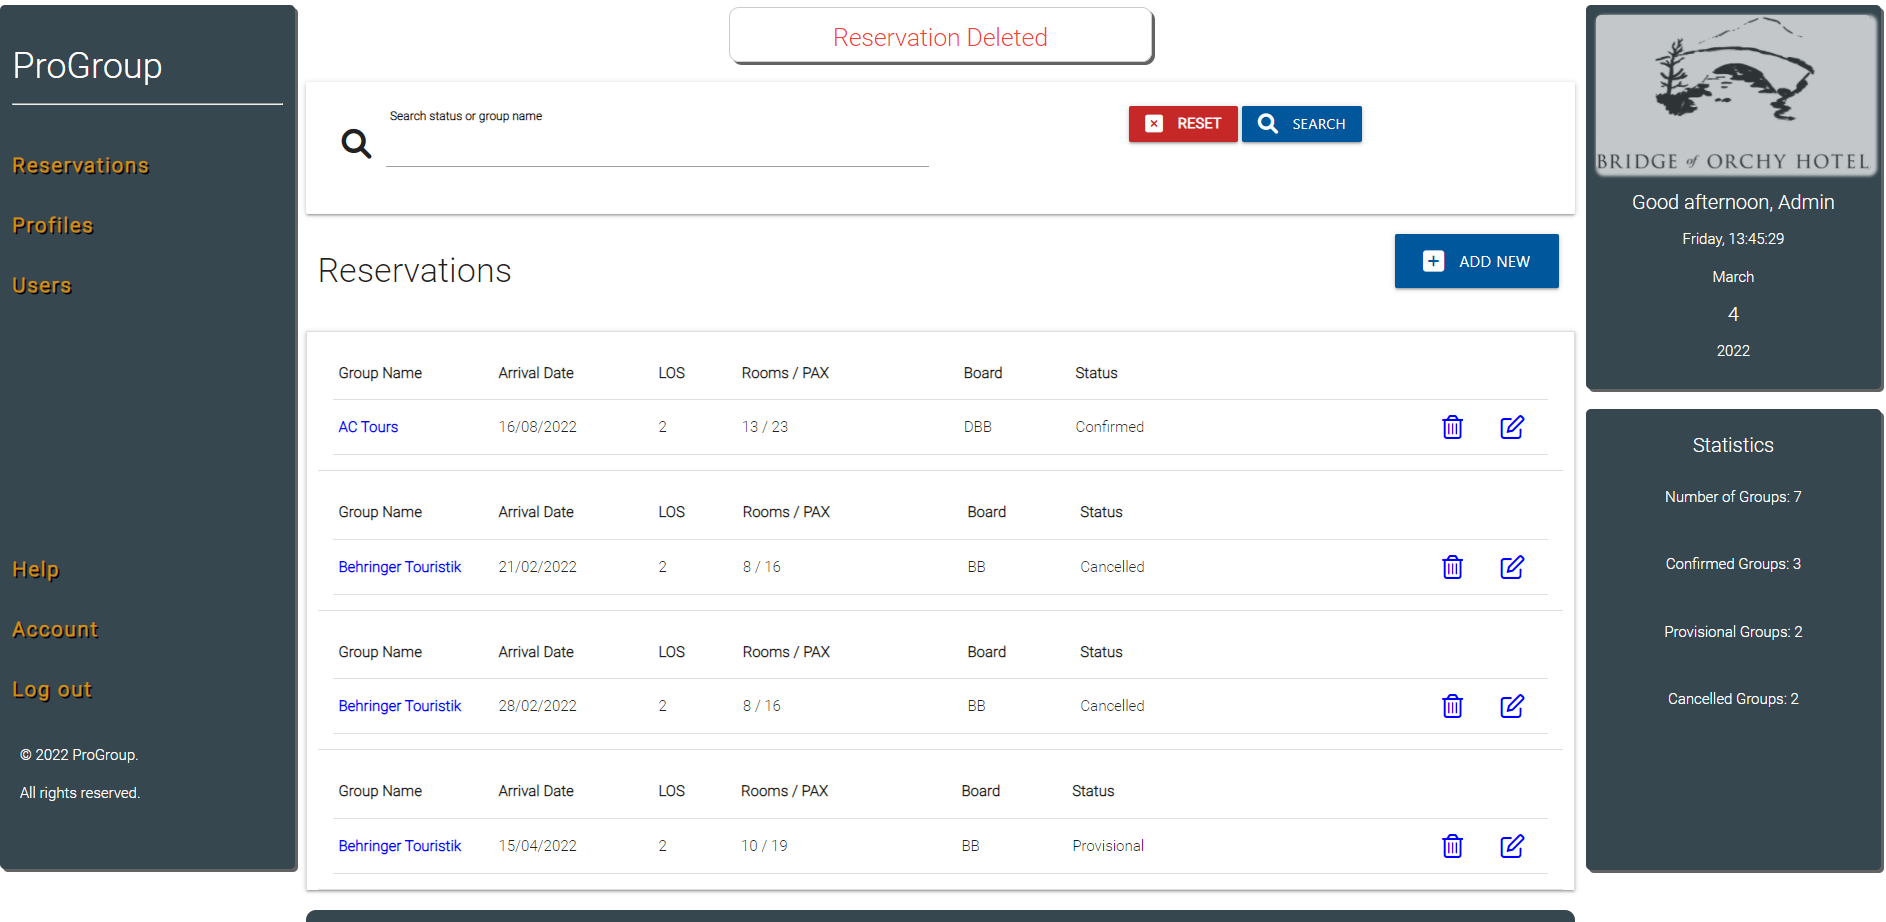 ProGroup
Reservations
Profiles
Users
Help
Account
Log out
© 2022 ProGroup.
All rights reserved.
Reservation Deleted
Search status or group name
RESET
SEARCH
Reservations
ADD NEW
Group Name Arrival Date LOS Rooms / PAX Board Status
AC Tours 16/08/2022 2 13 / 23 DBB Confirmed
Group Name Arrival Date LOS Rooms / PAX Board Status
Behringer Touristik 21/02/2022 2 8 / 16 BB Cancelled
Group Name Arrival Date LOS Rooms / PAX Board Status
Behringer Touristik 28/02/2022 2 8 / 16 BB Cancelled
Group Name Arrival Date LOS Rooms / PAX Board Status
Behringer Touristik 15/04/2022 2 10 / 19 BB Provisional
BRIDGE of ORCHY HOTEL
Good afternoon, Admin
Friday, 13:45:29
March
4
2022
Statistics
Number of Groups: 7
Confirmed Groups: 3
Provisional Groups: 2
Cancelled Groups: 2